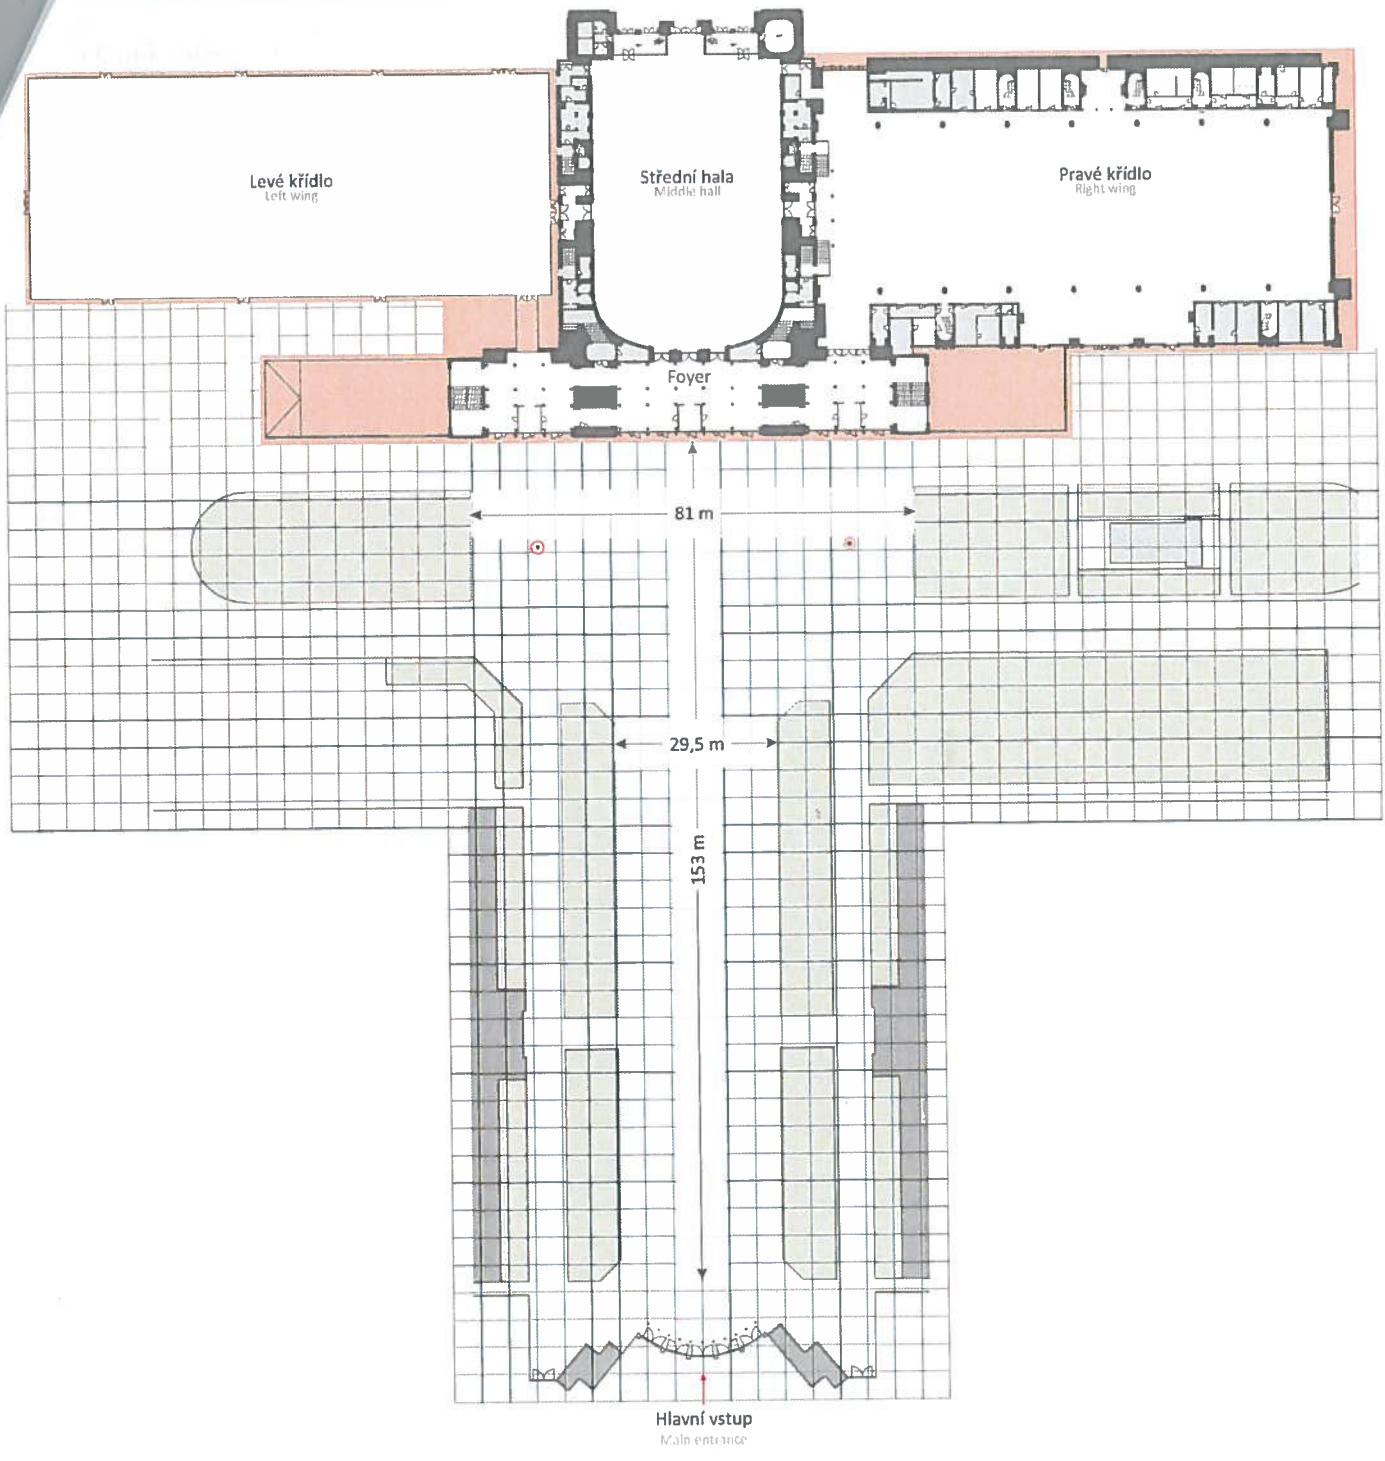 Levé křídlo
Left wing
Střední hala
Middle hall
Pravé křídlo
Right wing
Foyer
81 m
29,5 m
153 m
Hlavní vstup
Main entrance